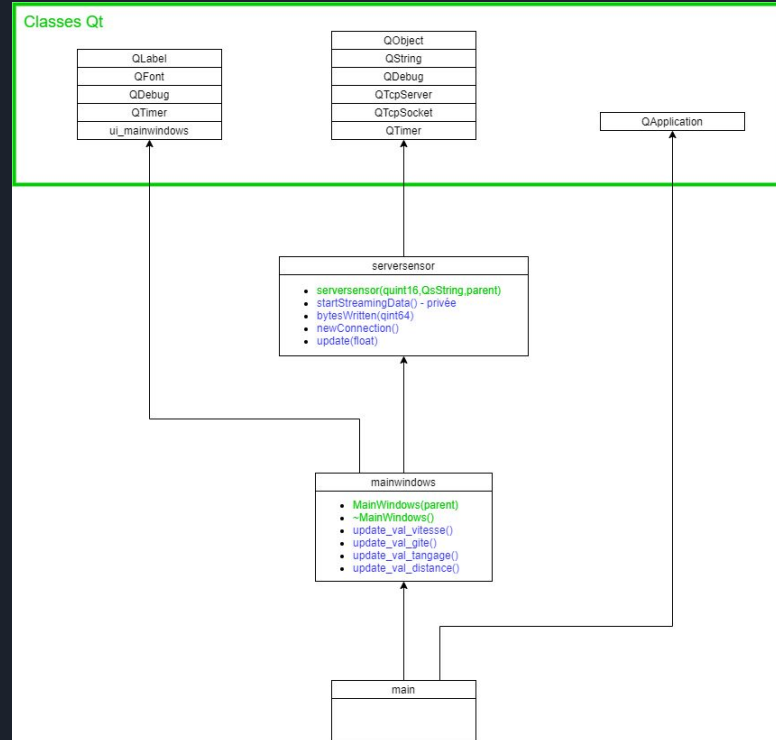 Classes Qt
QLabel
QFont
QDebug
QTimer
ui_mainwindows
QObject
QString
QDebug
QTcpServer
QTcpSocket
QTimer
QApplication
serversensor
serversensor(quint16,QsString,parent)
startStreamingData() - privée
bytesWritten(qint64)
newConnection()
update(float)
mainwindows
MainWindows(parent)
~MainWindows()
update_val_vitesse()
update_val_gite()
update_val_tangage()
update_val_distance()
main